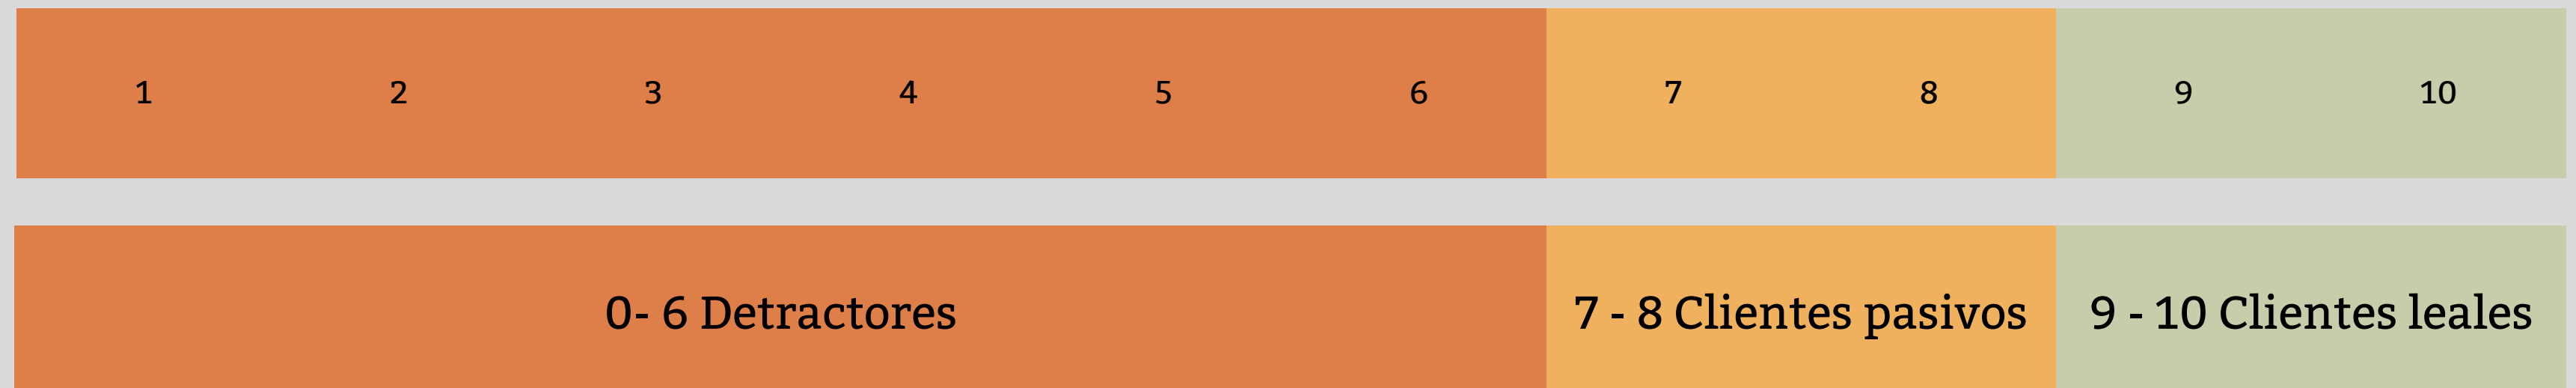 1 2 3 4 5 6 7 8 9 10
0- 6 Detractores 7 - 8 Clientes pasivos 9 - 10 Clientes leales